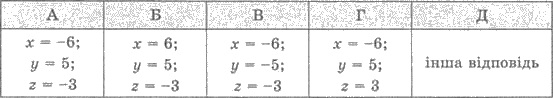 А Б В Г Д
x = –6; x = 6; x = –6; x = –6;
y = 5; y = 5; y = –5; y = 5; інша відповідь
z = –3 z = –3 z = –3 z = 3